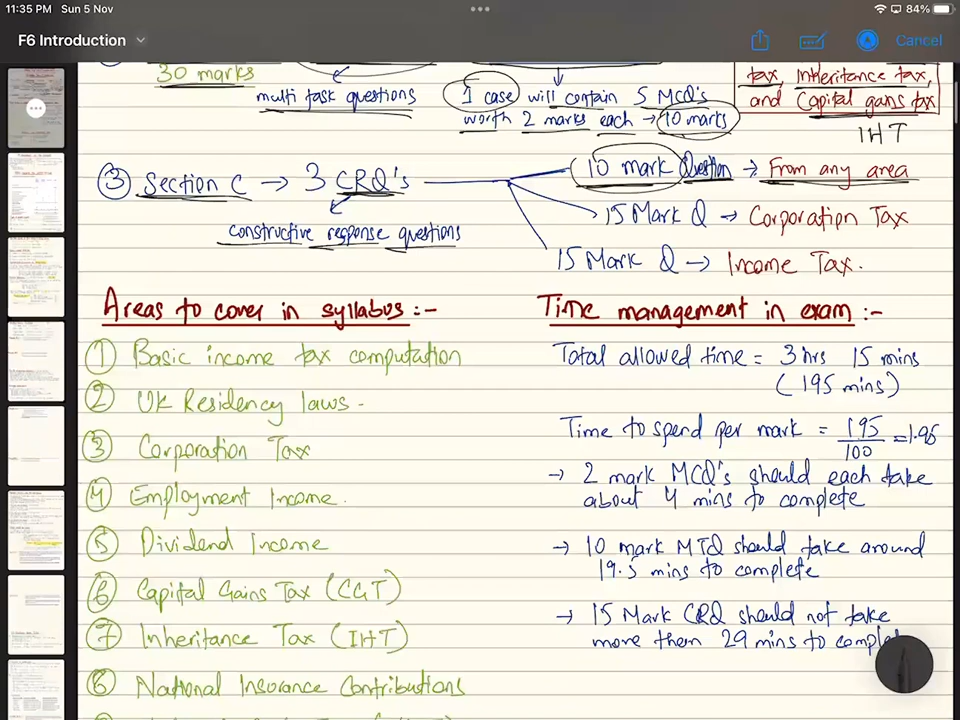 11:35 PM Sun 5 Nov
84%
F6 Introduction
Cancel
30 marks
multi task questions
1 case will contain 5 MCQ's
worth 2 marks each → 10 marks
tax, Inheritance tax,
and Capital gains tax
IHT
③ Section C → 3 CRQ's
constructive response questions
10 mark Question → From any area
15 Mark Q → Corporation Tax
15 Mark Q → Income Tax.
Areas to cover in syllabus :-
① Basic income tax computation
② UK Residency laws.
③ Corporation Tax
④ Employment Income.
⑤ Dividend Income
⑥ Capital Gains Tax (CGT)
⑦ Inheritance Tax (IHT)
⑧ National Insurance Contributions
Time management in exam :-
Total allowed time = 3 hrs 15 mins
(195 mins)
Time to spend per mark = 195/100 = 1.95
→ 2 mark MCQ's should each take
about 4 mins to complete
→ 10 mark MTQ should take around
19.5 mins to complete
→ 15 Mark CRQ should not take
more them 29 mins to